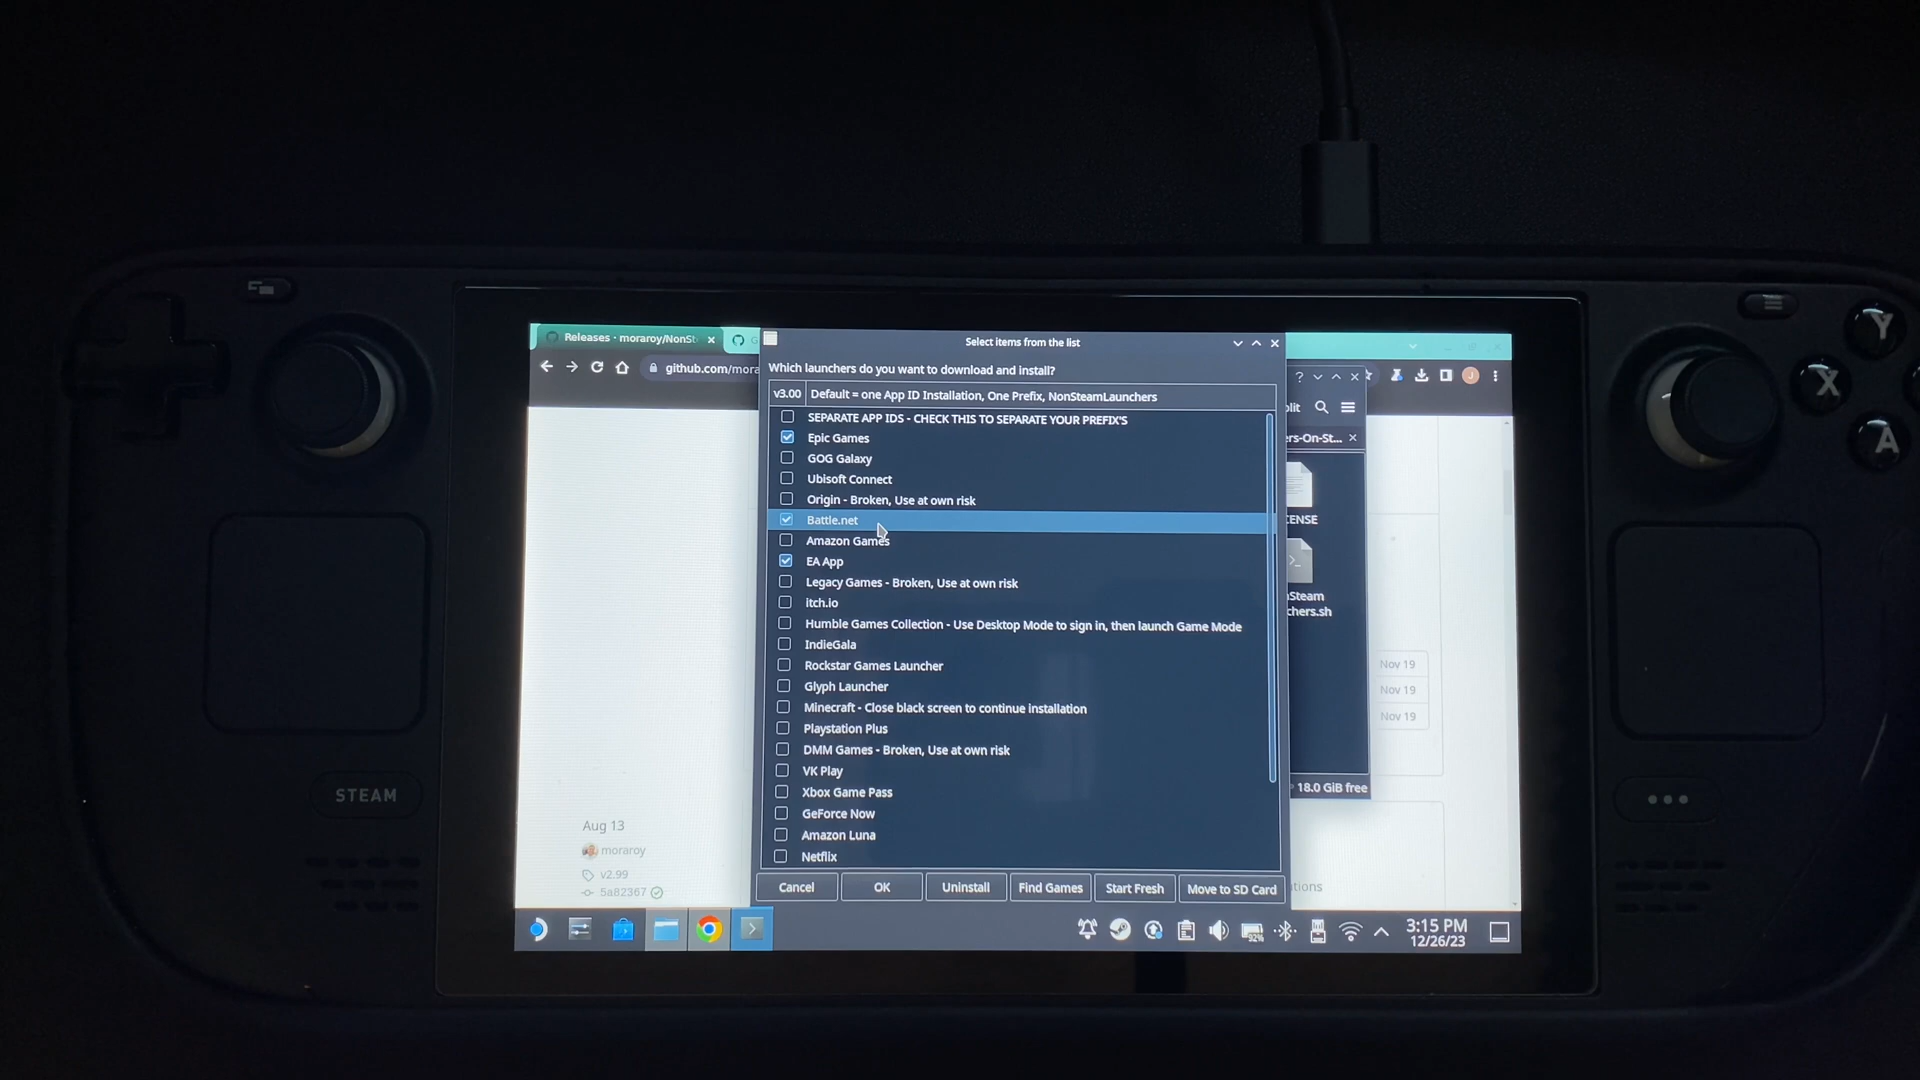 Releases · moraroy/NonSt
github.com/mora
Select items from the list
Which launchers do you want to download and install?
v3.00 Default = one App ID Installation, One Prefix, NonSteamLaunchers
SEPARATE APP IDS - CHECK THIS TO SEPARATE YOUR PREFIX'S
Epic Games
GOG Galaxy
Ubisoft Connect
Origin - Broken, Use at own risk
Battle.net
Amazon Games
EA App
Legacy Games - Broken, Use at own risk
itch.io
Humble Games Collection - Use Desktop Mode to sign in, then launch Game Mode
IndieGala
Rockstar Games Launcher
Glyph Launcher
Minecraft - Close black screen to continue installation
Playstation Plus
DMM Games - Broken, Use at own risk
VK Play
Xbox Game Pass
GeForce Now
Amazon Luna
Netflix
Cancel OK Uninstall Find Games Start Fresh Move to SD Card
?
J
plit
ers-On-St...
ENSE
nSteam
chers.sh
Nov 19
Nov 19
Nov 19
18.0 GiB free
tions
Aug 13
moraroy
v2.99
5a82367
92%
3:15 PM
12/26/23
STEAM
Y
X
A